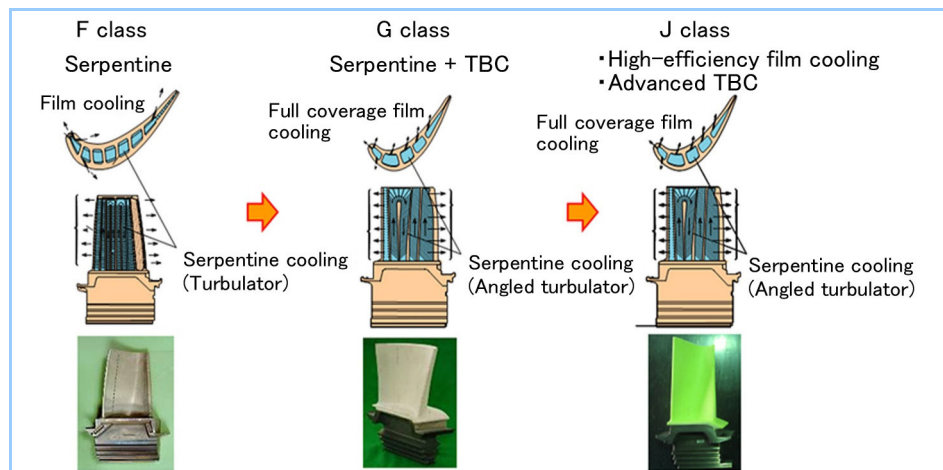 F class
Serpentine
Film cooling
Serpentine cooling
(Turbulator)
G class
Serpentine + TBC
Full coverage film
cooling
Serpentine cooling
(Angled turbulator)
J class
・High-efficiency film cooling
・Advanced TBC
Full coverage film
cooling
Serpentine cooling
(Angled turbulator)